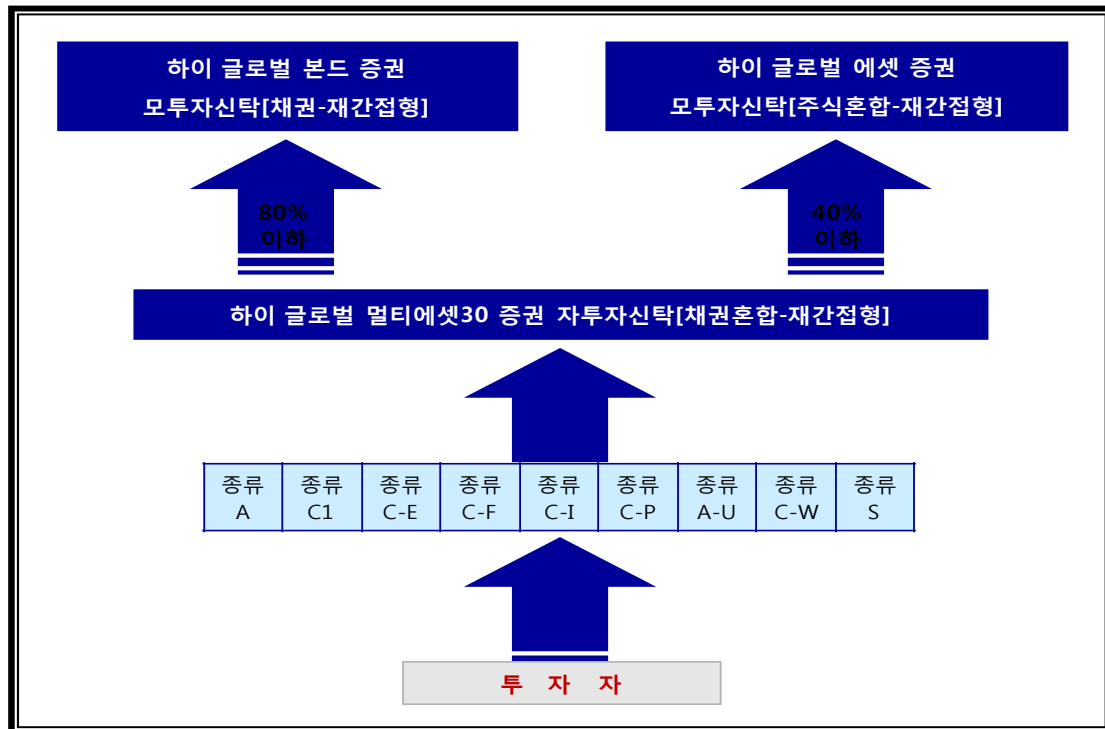 하이 글로벌 본드 증권
모투자신탁[채권-재간접형]
하이 글로벌 에셋 증권
모투자신탁[주식혼합-재간접형]
80%
이하
40%
이하
하이 글로벌 멀티에셋30 증권 자투자신탁[채권혼합-재간접형]
종류 종류 종류 종류 종류 종류 종류 종류 종류
A C1 C-E C-F C-I C-P A-U C-W S
투 자 자